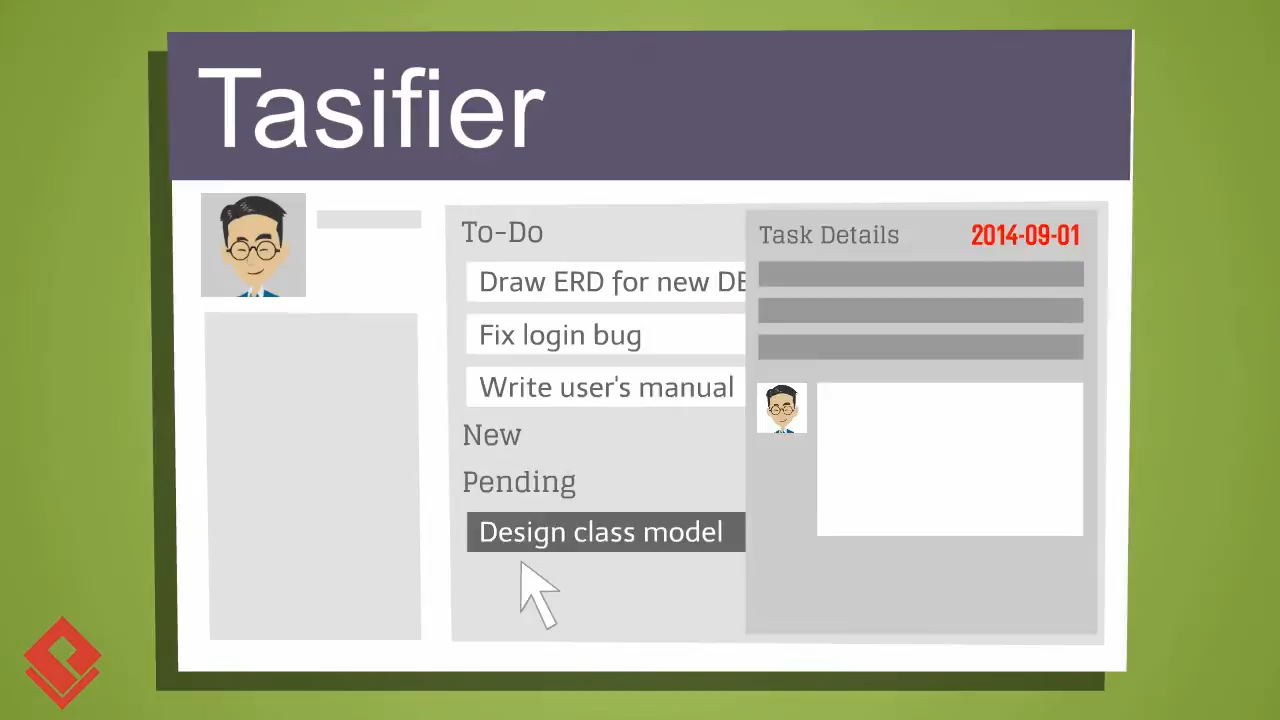 Tasifier
To-Do
Draw ERD for new DB
Fix login bug
Write user's manual
New
Pending
Design class model
Task Details 2014-09-01